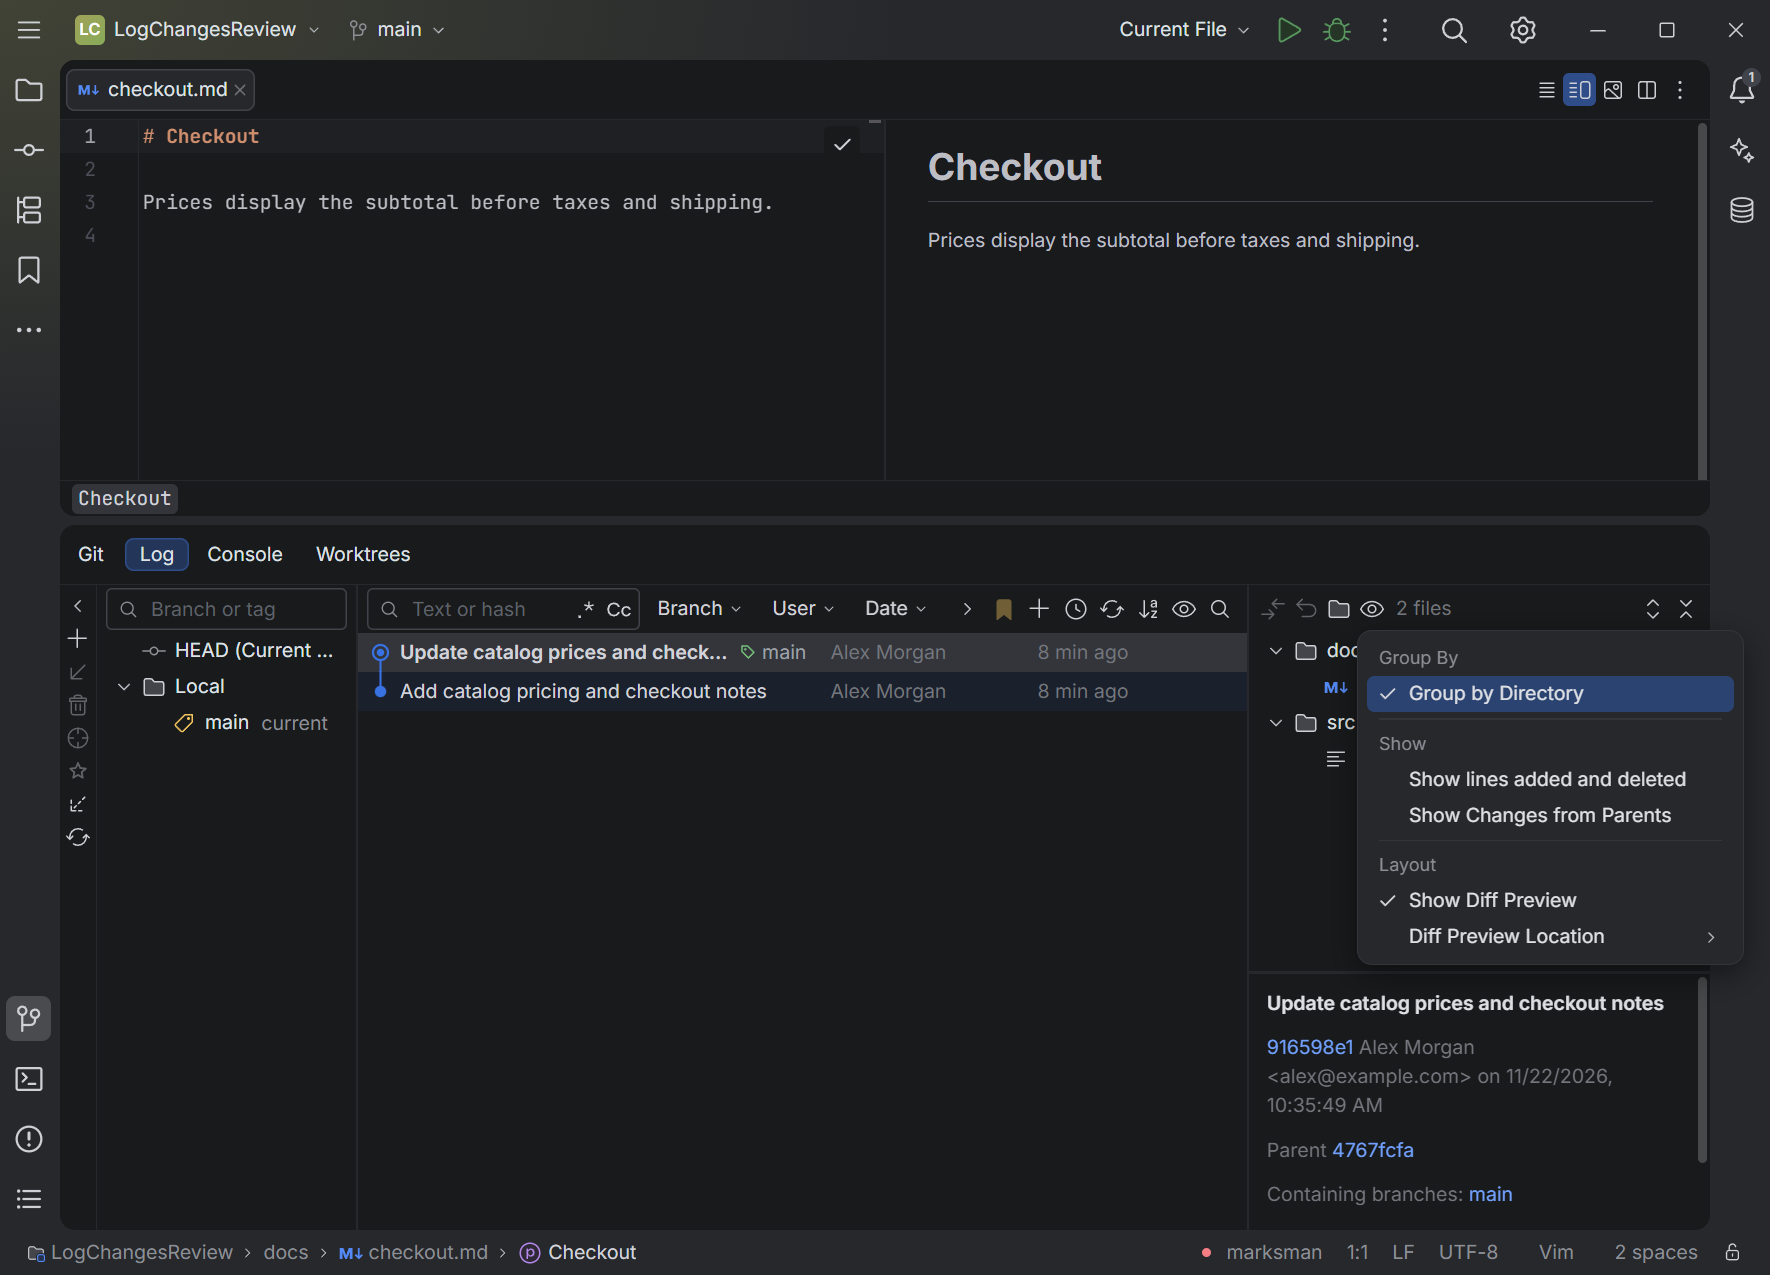 LC LogChangesReview main Current File
M↓ checkout.md
1
1 # Checkout
2
3 Prices display the subtotal before taxes and shipping.
4
Checkout
Prices display the subtotal before taxes and shipping.
Checkout
Git Log Console Worktrees
Branch or tag
HEAD (Current ...
Local
main current
Text or hash .* Cc Branch User Date
Update catalog prices and check... main Alex Morgan 8 min ago
Add catalog pricing and checkout notes Alex Morgan 8 min ago
2 files
doc
M↓
src
Group By
Group by Directory
Show
Show lines added and deleted
Show Changes from Parents
Layout
Show Diff Preview
Diff Preview Location
Update catalog prices and checkout notes
916598e1 Alex Morgan
<alex@example.com> on 11/22/2026,
10:35:49 AM
Parent 4767fcfa
Containing branches: main
LogChangesReview › docs › M↓ checkout.md › p Checkout
marksman 1:1 LF UTF-8 Vim 2 spaces